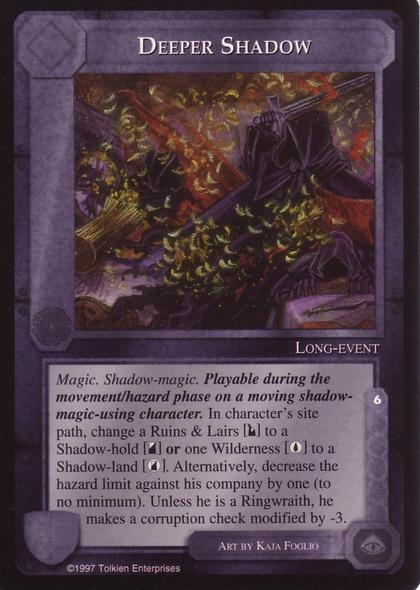 DEEPER SHADOW
LONG-EVENT
Magic. Shadow-magic. Playable during the
movement/hazard phase on a moving shadow-
magic-using character. In character's site
path, change a Ruins & Lairs [] to a
Shadow-hold [] or one Wilderness [] to a
Shadow-land []. Alternatively, decrease the
hazard limit against his company by one (to
no minimum). Unless he is a Ringwraith, he
makes a corruption check modified by -3.
6
ART BY KAJA FOGLIO
©1997 Tolkien Enterprises